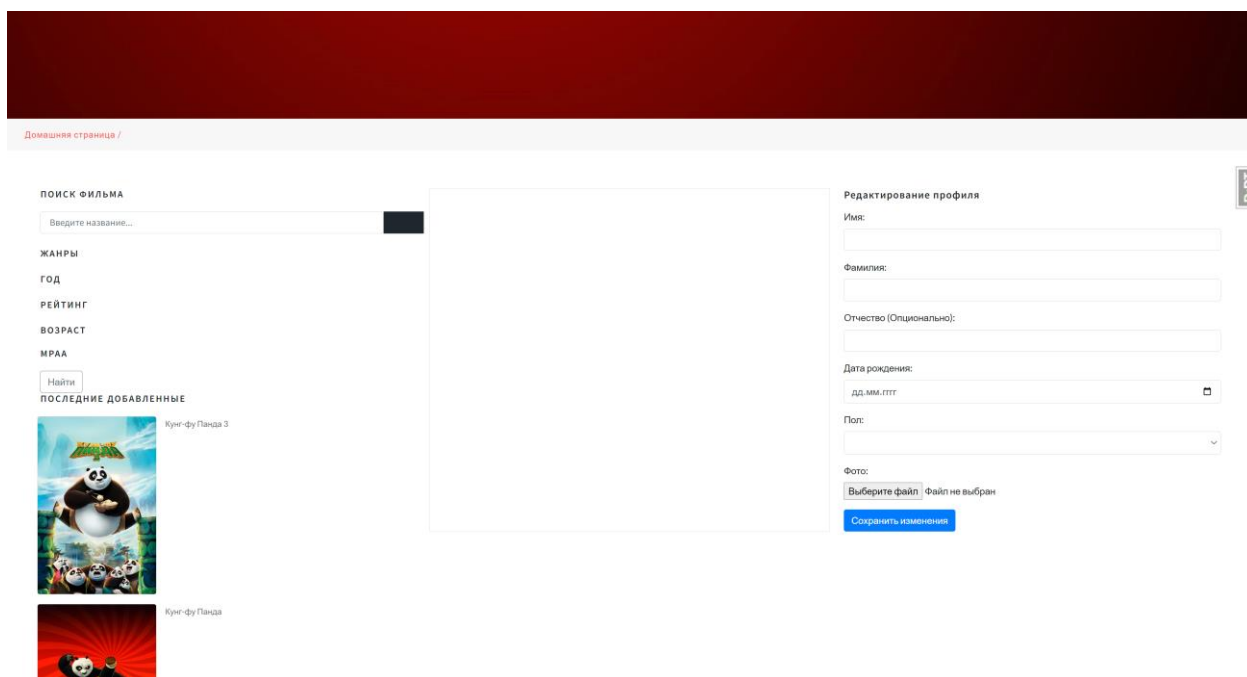 Домашняя страница /
ПОИСК ФИЛЬМА
Введите название...
ЖАНРЫ
ГОД
РЕЙТИНГ
ВОЗРАСТ
МРАА
Найти
ПОСЛЕДНИЕ ДОБАВЛЕННЫЕ
Кунг-фу Панда 3
Кунг-фу Панда
Редактирование профиля
Имя:
Фамилия:
Отчество (Опционально):
Дата рождения:
дд.мм.гггг
Пол:
Фото:
Выберите файл Файл не выбран
Сохранить изменения